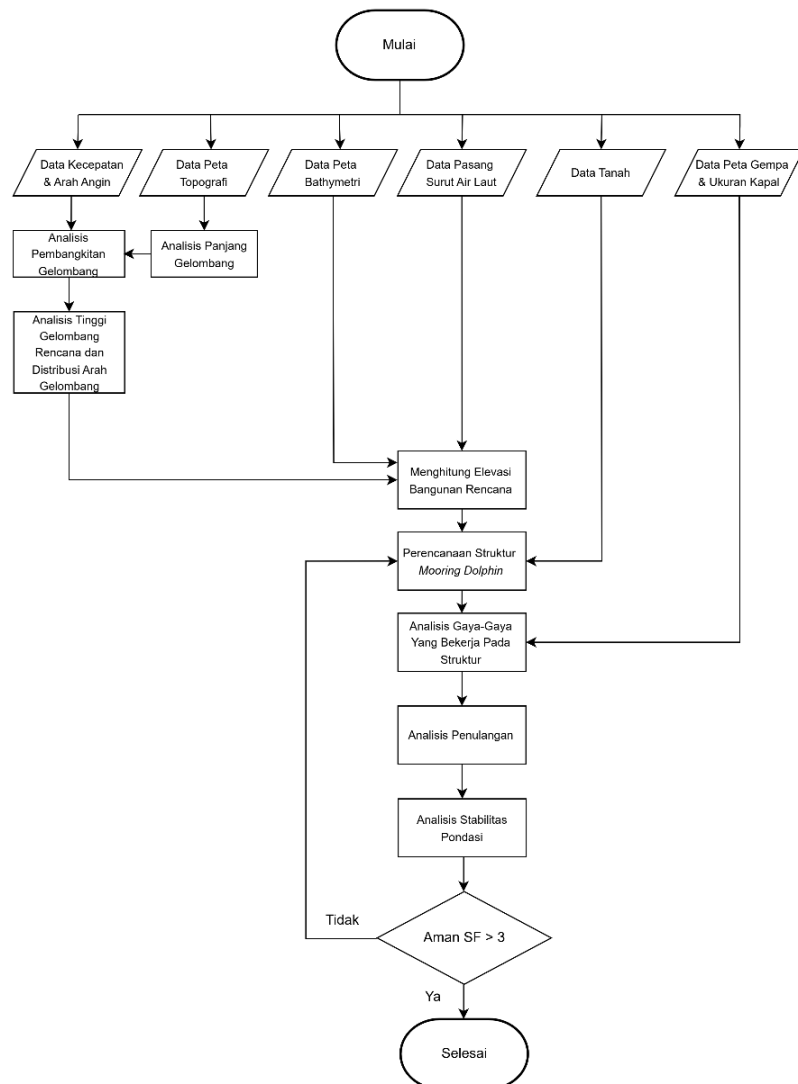 Mulai
Data Kecepatan
& Arah Angin
Data Peta
Topografi
Data Peta
Bathymetri
Data Pasang
Surut Air Laut
Data Tanah
Data Peta Gempa
& Ukuran Kapal
Analisis
Pembangkitan
Gelombang
Analisis Panjang
Gelombang
Analisis Tinggi
Gelombang
Rencana dan
Distribusi Arah
Gelombang
Menghitung Elevasi
Bangunan Rencana
Perencanaan Struktur
Mooring Dolphin
Analisis Gaya-Gaya
Yang Bekerja Pada
Struktur
Analisis Penulangan
Analisis Stabilitas
Pondasi
Tidak
Aman SF > 3
Ya
Selesai